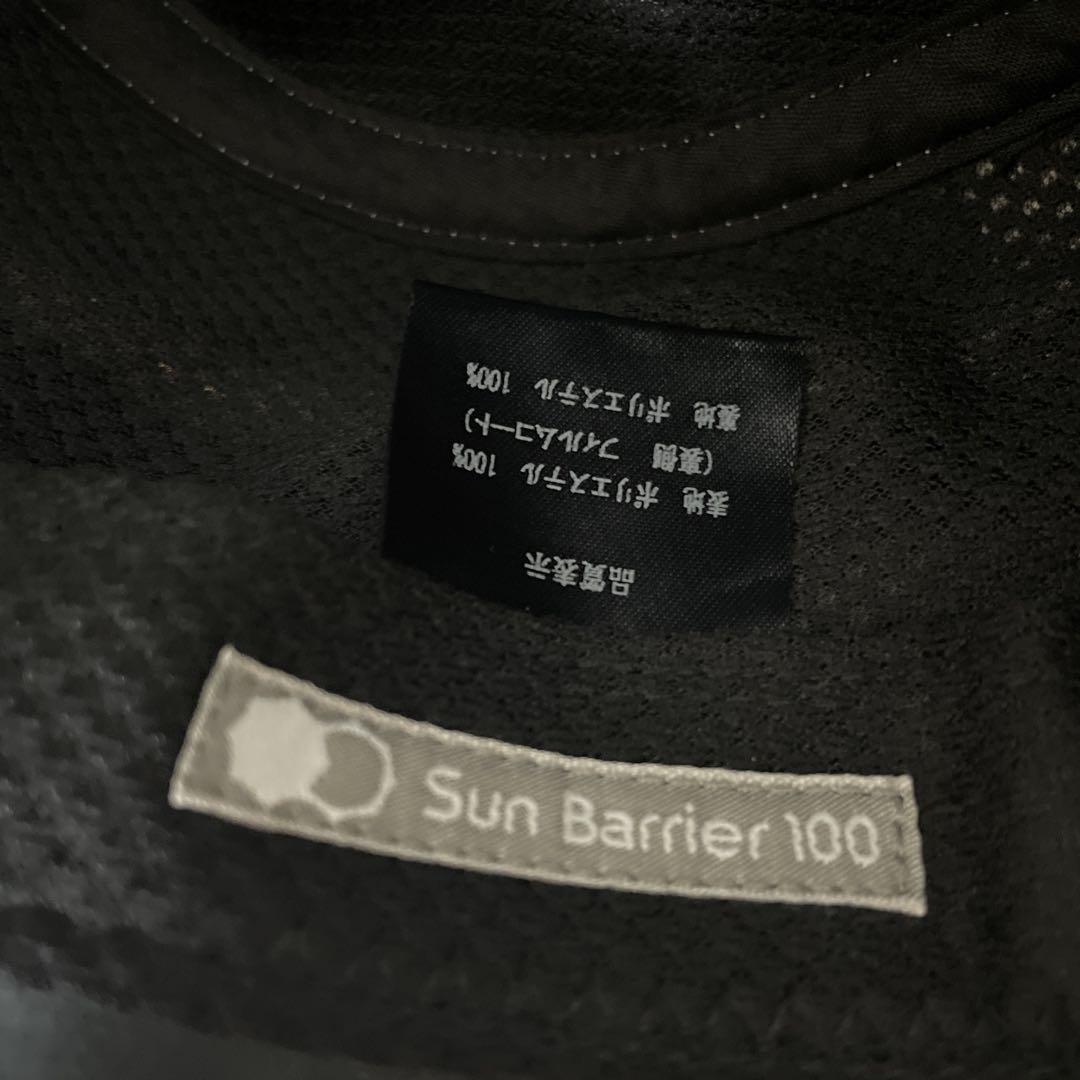 品質表示
表地 ポリエステル 100%
(裏側 フィルムコート)
裏地 ポリエステル 100%
Sun Barrier 100